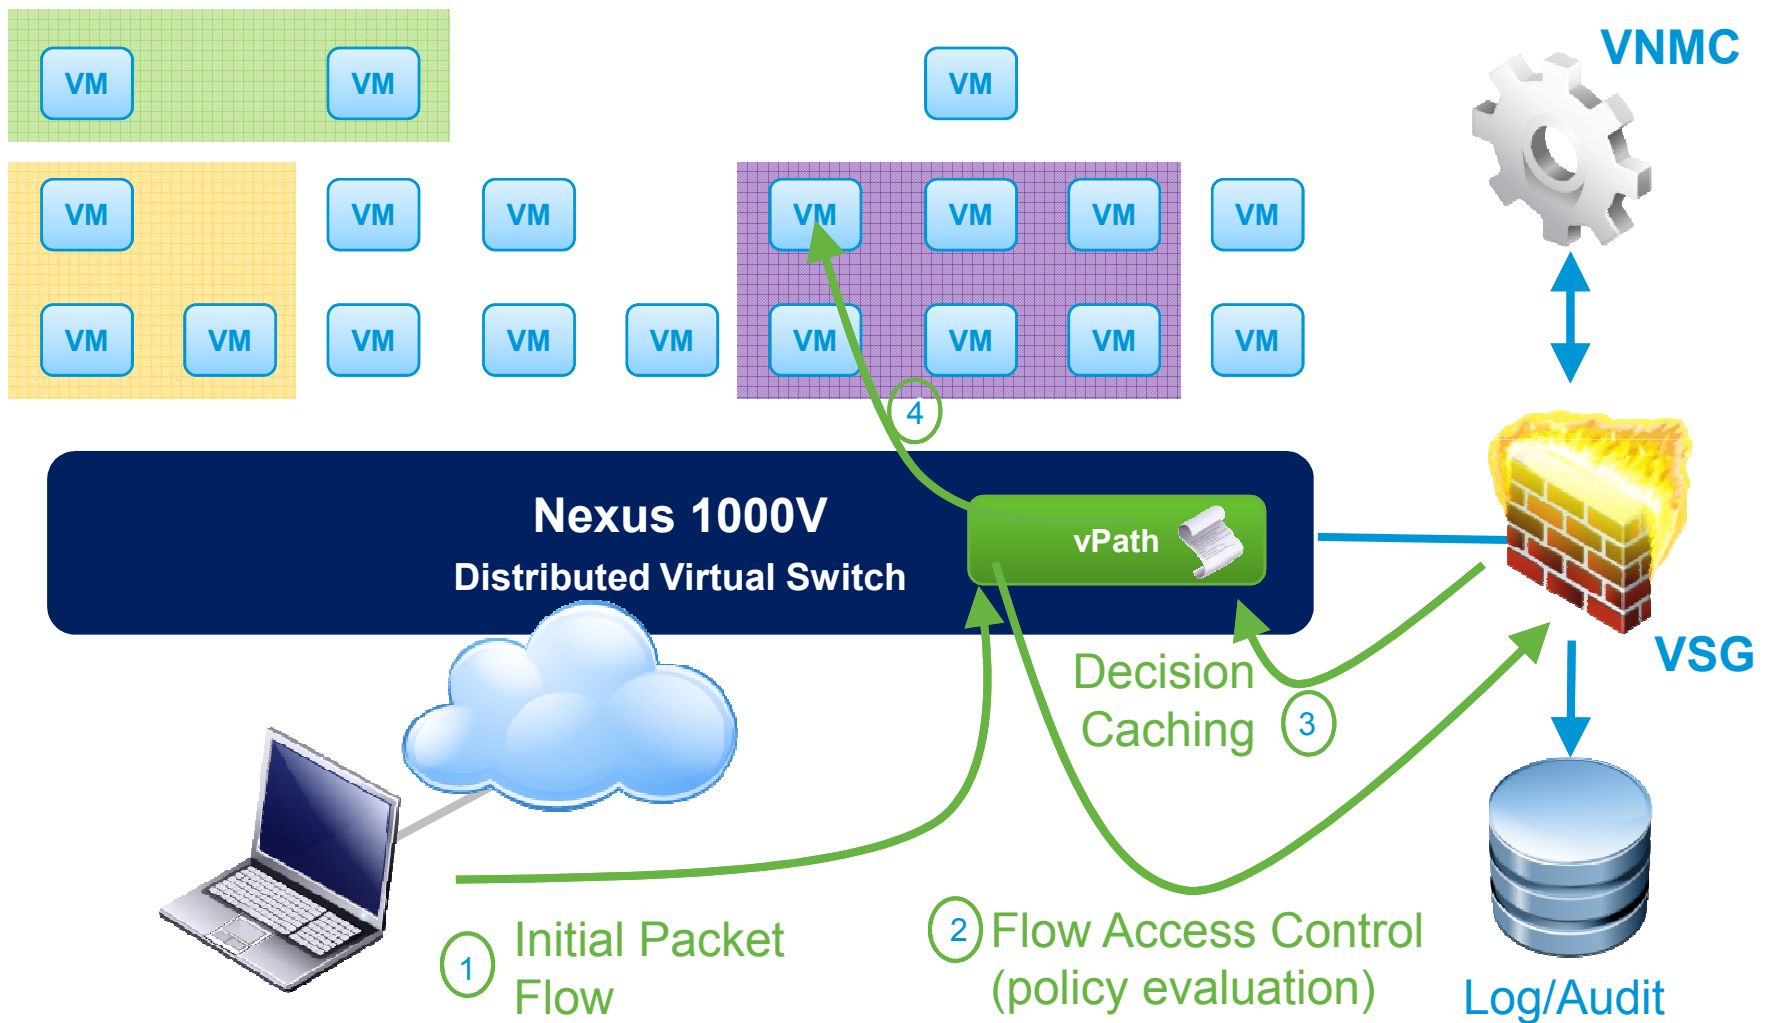 VNMC
VM VM VM
VM VM VM VM VM VM VM
VM VM VM VM VM VM VM VM VM
4
Nexus 1000V
Distributed Virtual Switch
vPath
VSG
Decision
Caching
3
1
Initial Packet
Flow
2
Flow Access Control
(policy evaluation)
Log/Audit